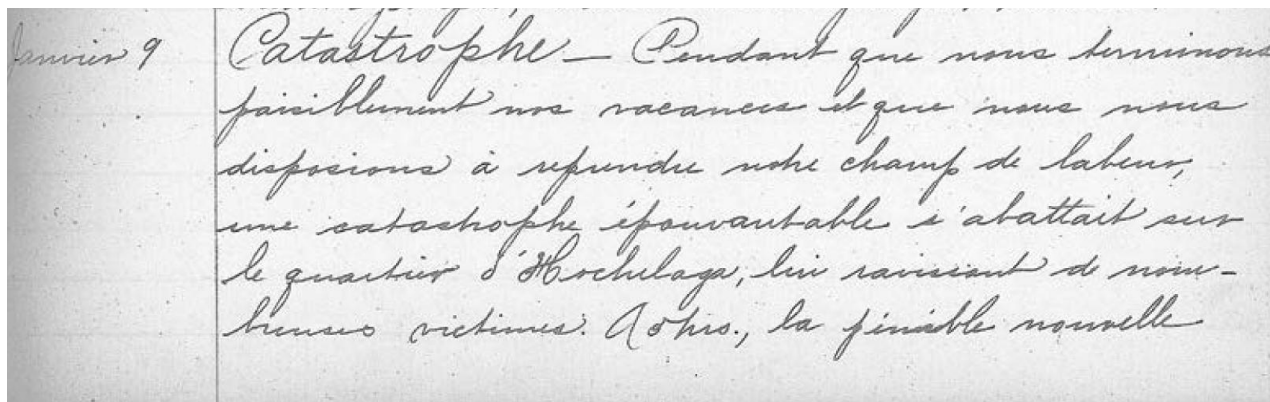 Janvier 9
Catastrophe — Pendant que nous terminons
paisiblement nos vacances et que nous nous
disposions à reprendre notre champ de labeur,
une catastrophe épouvantable s'abattait sur
le quartier d'Hochelaga, lui ravissant de nom-
breuses victimes. A 5 hrs., la pénible nouvelle